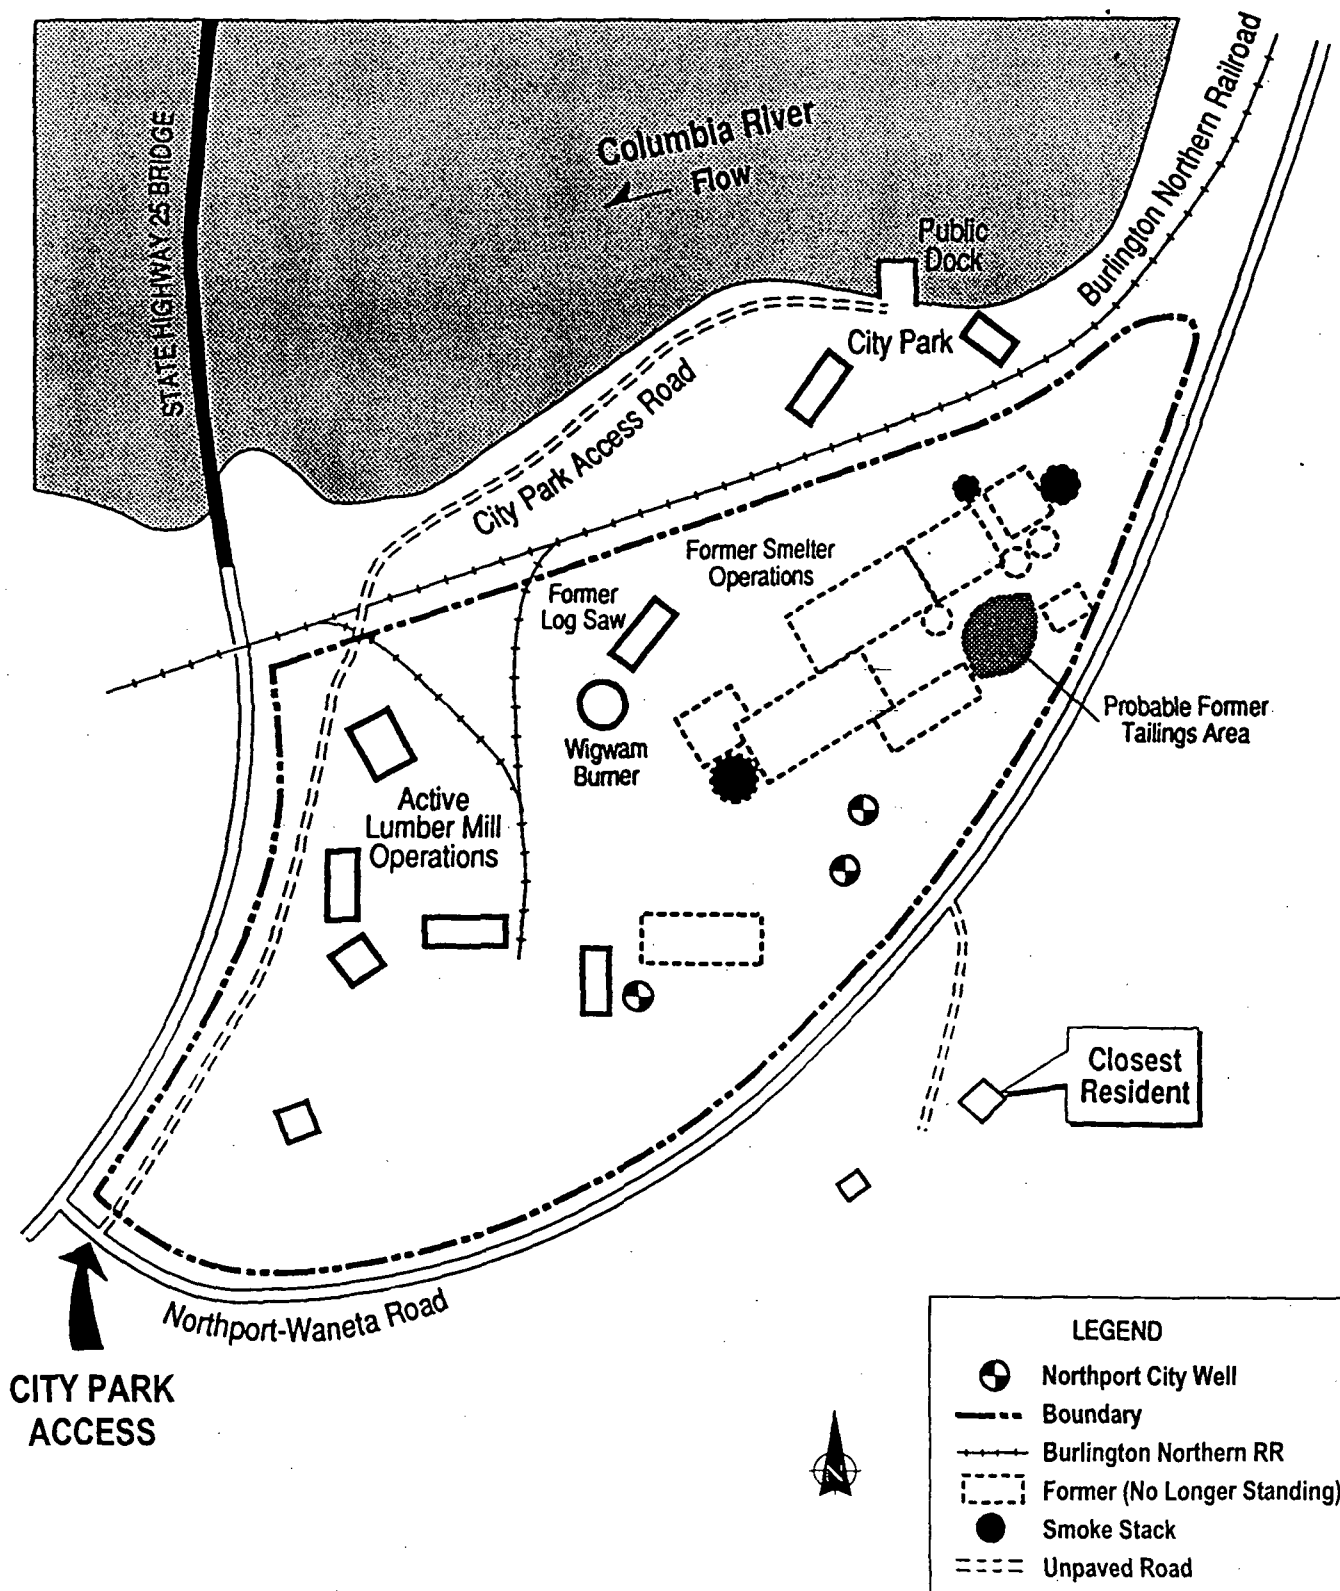 STATE HIGHWAY 25 BRIDGE
Columbia River
Flow
Burlington Northern Railroad
Public
Dock
City Park
City Park Access Road
Former Smelter
Operations
Former
Log Saw
Wigwam
Burner
Probable Former
Tailings Area
Active
Lumber Mill
Operations
Closest
Resident
Northport-Waneta Road
CITY PARK
ACCESS
N
LEGEND
Northport City Well
Boundary
Burlington Northern RR
Former (No Longer Standing)
Smoke Stack
Unpaved Road